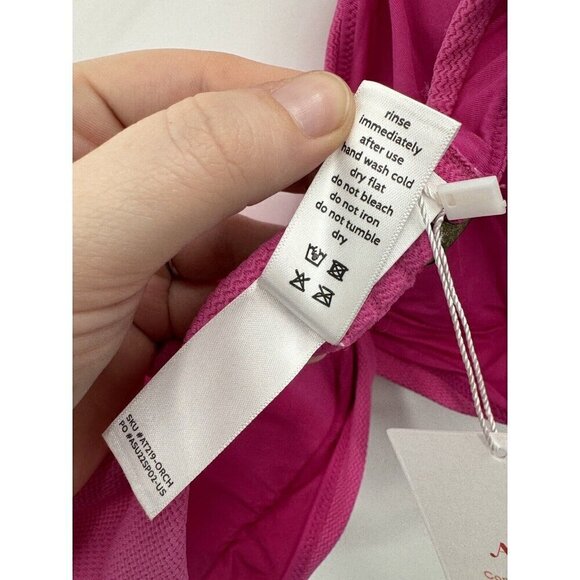 rinse
immediately
after use
hand wash cold
dry flat
do not bleach
do not iron
do not tumble
dry
SKU #AT219-ORCH
PO #ASU22SP02-US
A
Co